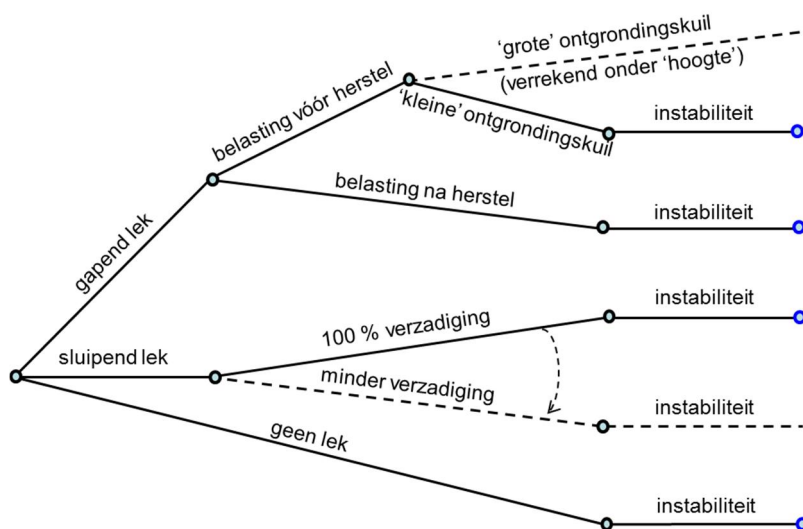 'grote' ontgrondingskuil
(verrekend onder 'hoogte')
belasting vóór herstel
'kleine' ontgrondingskuil
instabiliteit
belasting na herstel
instabiliteit
gapend lek
100 % verzadiging
instabiliteit
sluipend lek
minder verzadiging
instabiliteit
geen lek
instabiliteit